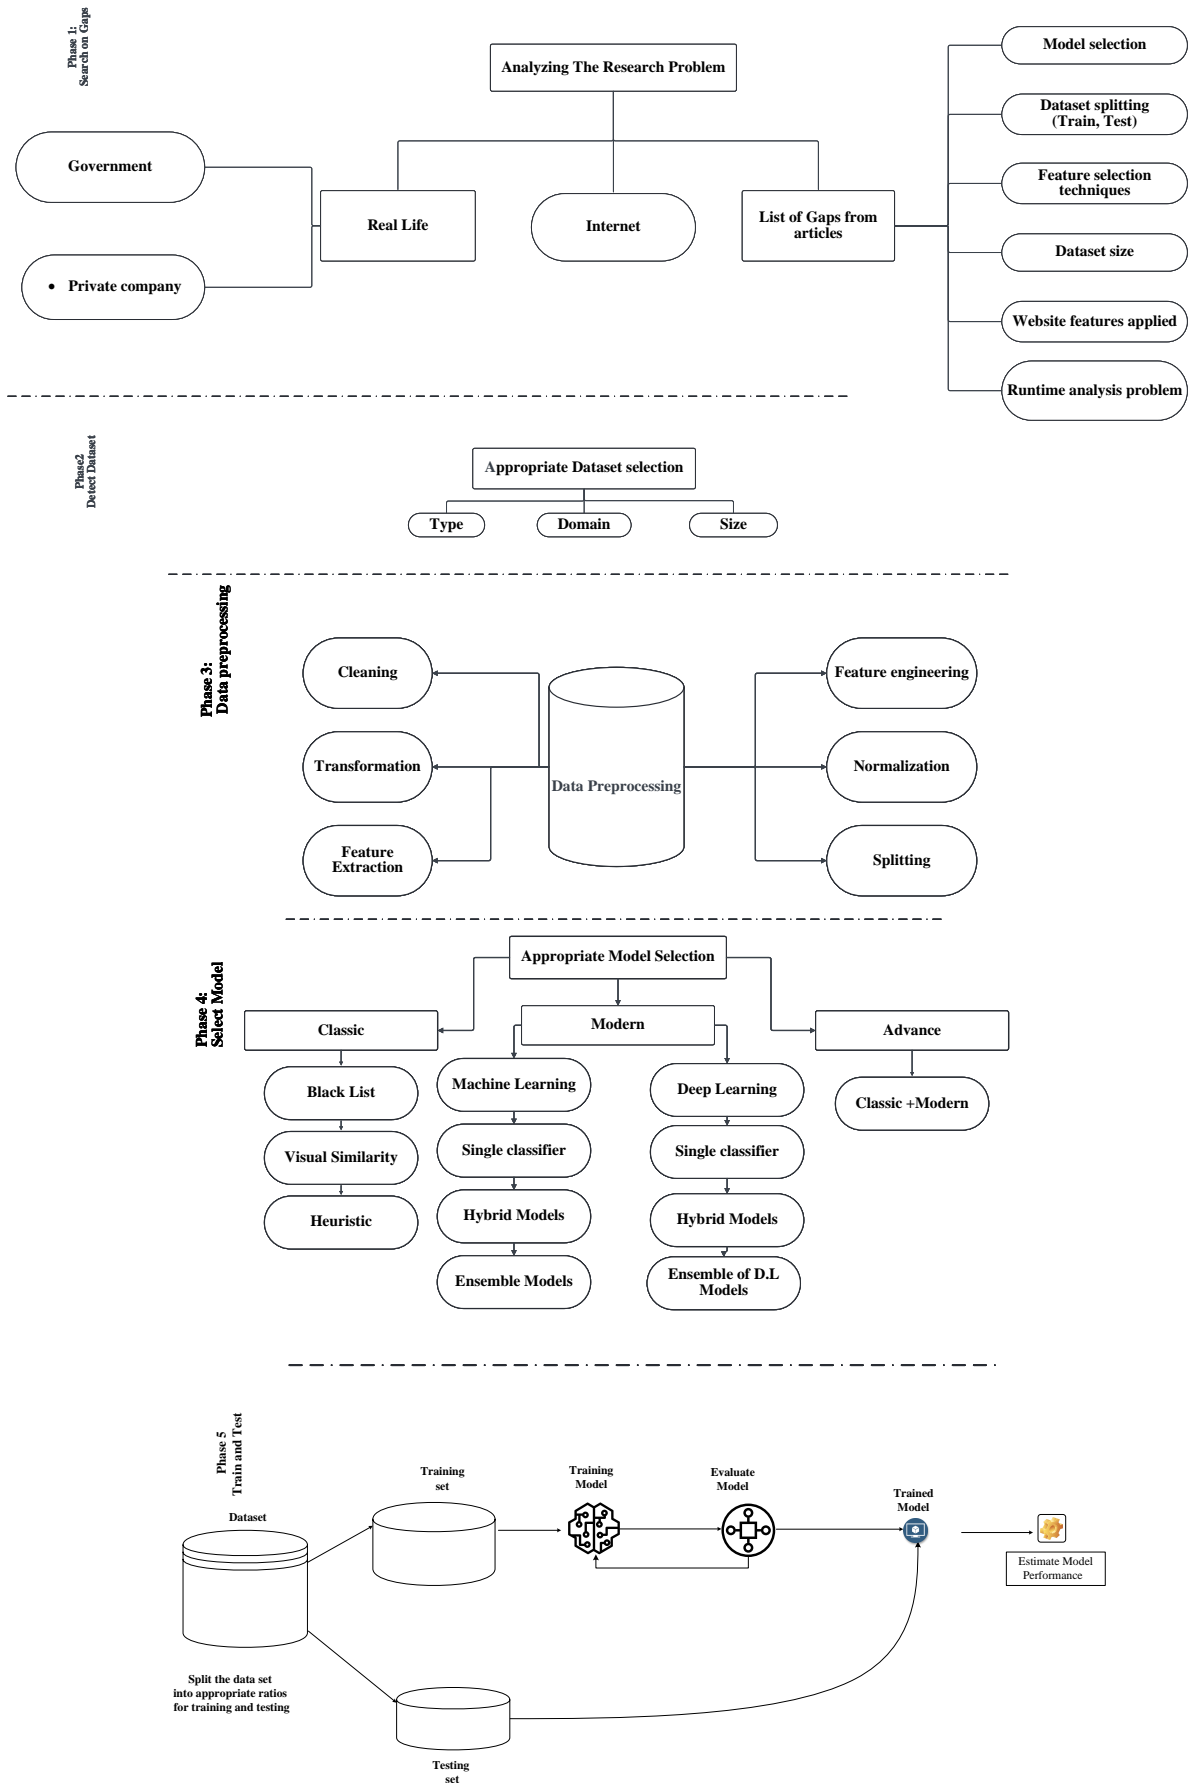 Phase 1:
Search on Gaps
Analyzing The Research Problem
Government
• Private company
Real Life
Internet
List of Gaps from
articles
Model selection
Dataset splitting
(Train, Test)
Feature selection
techniques
Dataset size
Website features applied
Runtime analysis problem
Phase2
Detect Dataset
Appropriate Dataset selection
Type
Domain
Size
Phase 3:
Data preprocessing
Cleaning
Transformation
Feature
Extraction
Data Preprocessing
Feature engineering
Normalization
Splitting
Phase 4:
Select Model
Appropriate Model Selection
Classic
Modern
Advance
Black List
Visual Similarity
Heuristic
Machine Learning
Single classifier
Hybrid Models
Ensemble Models
Deep Learning
Single classifier
Hybrid Models
Ensemble of D.L
Models
Classic +Modern
Phase 5
Train and Test
Dataset
Training
set
Training
Model
Evaluate
Model
Trained
Model
Estimate Model
Performance
Split the data set
into appropriate ratios
for training and testing
Testing
set